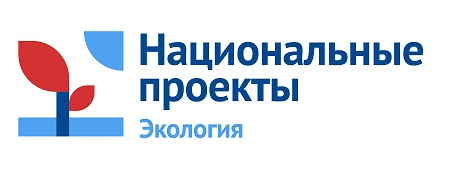 Национальные
проекты
Экология